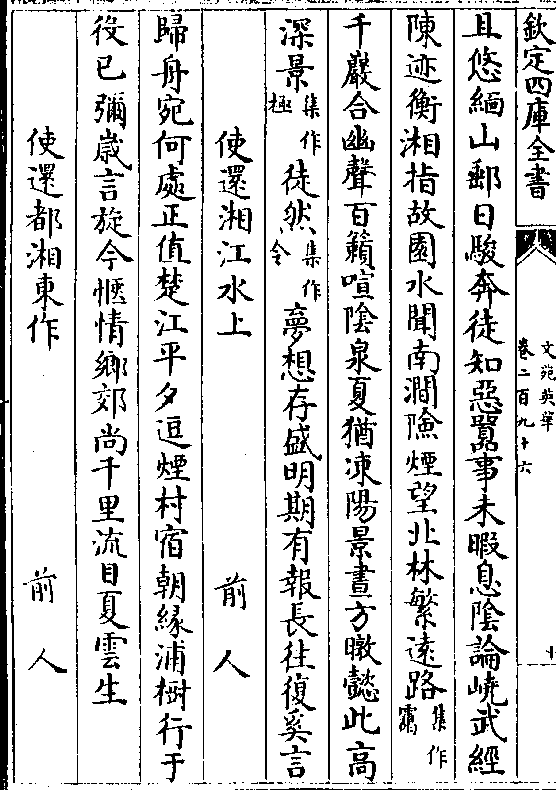 欽定四庫全書
文苑英華
卷二百九十六
十
且悠緬山郵日駿奔徒知惡囂事未暇息陰論嶢武經
陳迹衡湘指故園水聞南澗險煙望北林繁遠路集作靄
千巖合幽聲百籟喧陰泉夏猶凍陽景晝方暾懿此高
深景集作極徒然集作令夢想存盛明期有報長往復奚言
使還湘江水上　前人
歸舟宛何處正值楚江平夕逗煙村宿朝緣浦樹行于
役已彌歲言旋今愜情鄉郊尚千里流目夏雲生
使還都湘東作　前人